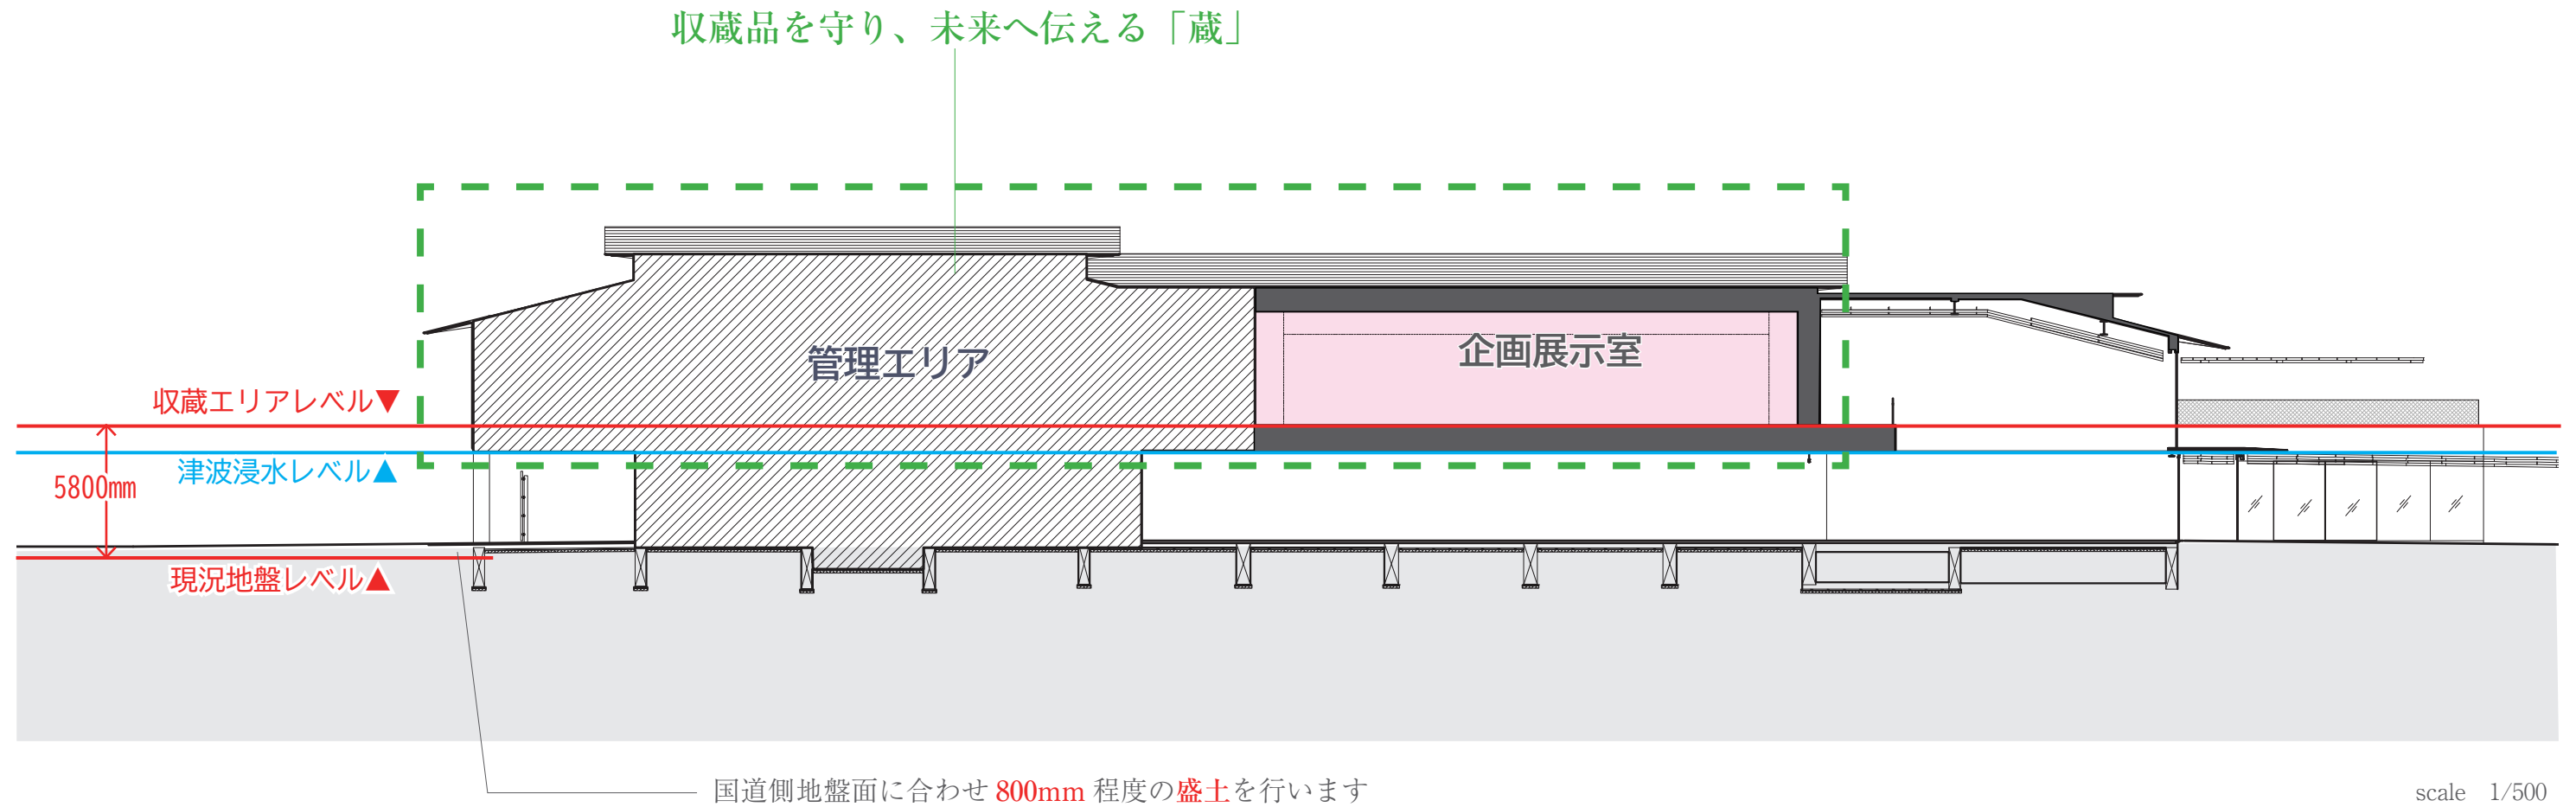 収蔵品を守り、未来へ伝える「蔵」
管理エリア
企画展示室
収蔵エリアレベル▼
津波浸水レベル▲
5800mm
現況地盤レベル▲
国道側地盤面に合わせ 800mm 程度の盛土を行います
scale 1/500